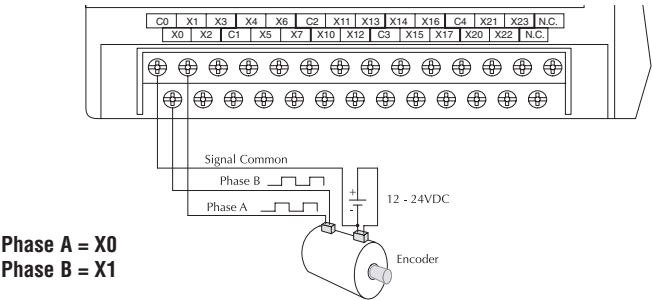 C0 X1 X3 X4 X6 C2 X11 X13 X14 X16 C4 X21 X23 N.C.
X0 X2 C1 X5 X7 X10 X12 C3 X15 X17 X20 X22 N.C.
Signal Common
Phase B
+
12 - 24VDC
-
Phase A
Phase A = X0
Phase B = X1
Encoder